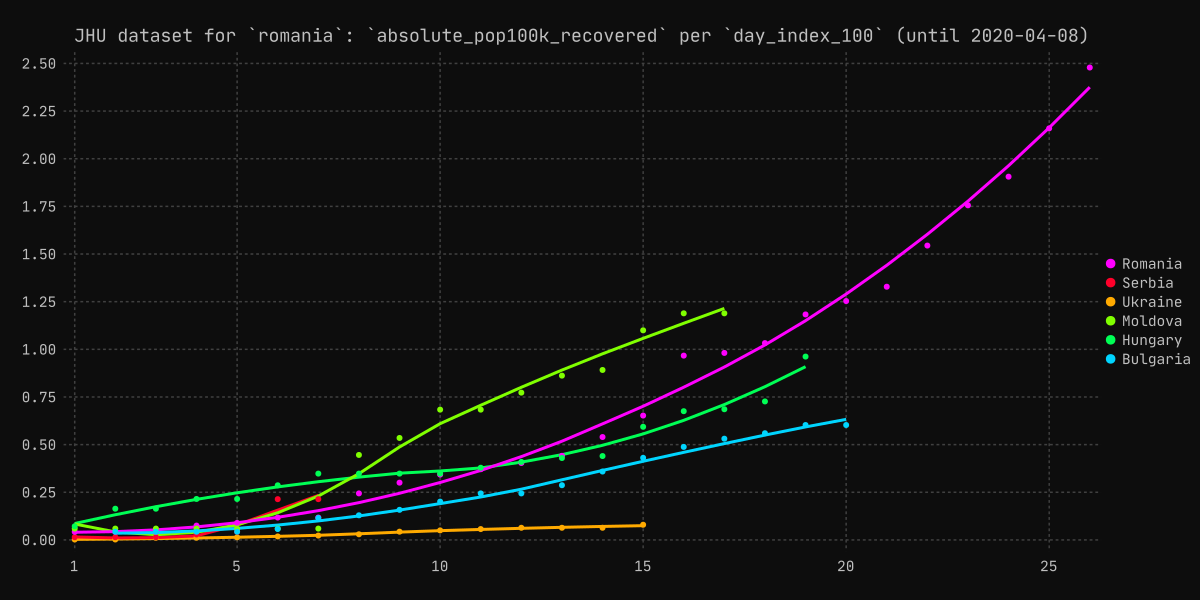 JHU dataset for `romania`: `absolute_pop100k_recovered` per `day_index_100` (until 2020-04-08)
2.50
2.25
2.00
1.75
1.50
1.25
1.00
0.75
0.50
0.25
0.00
1 5 10 15 20 25
Romania
Serbia
Ukraine
Moldova
Hungary
Bulgaria